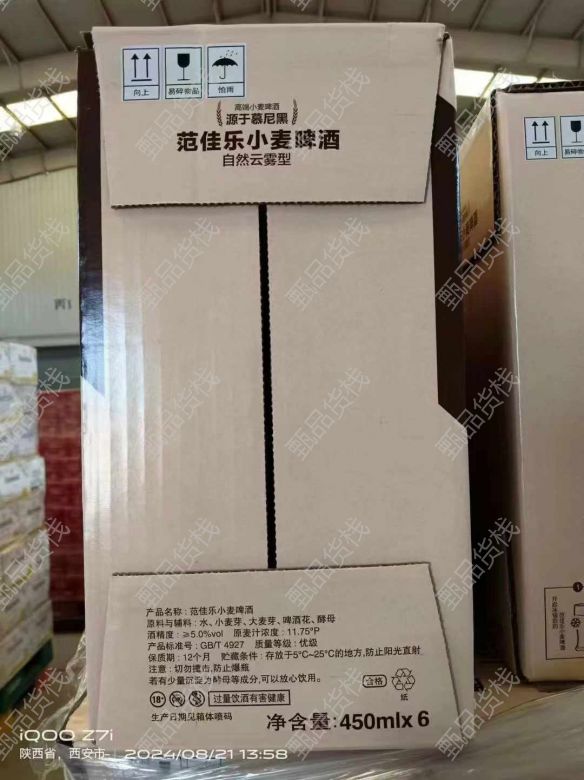 向上 易碎物品 怕雨
高端小麦啤酒
源于慕尼黑
范佳乐小麦啤酒
自然云雾型
向上 易碎物品
产品名称:范佳乐小麦啤酒
原料与辅料:水、小麦芽、大麦芽、啤酒花、酵母
酒精度:≥5.0%vol 原麦汁浓度:11.75°P
产品标准号:GB/T 4927 质量等级:优级
保质期:12个月 贮藏条件:存放于5°C~25°C的地方,防止阳光直射
注意:切勿撞击,防止爆瓶
若有少量沉淀为酵母等成分,可以放心饮用。
合格 纸
18+ 过量饮酒有害健康
生产日期见箱体喷码
净含量:450mlx 6
iQOO Z7i
陕西省,西安市 2024/08/21 13:58
甄品货栈